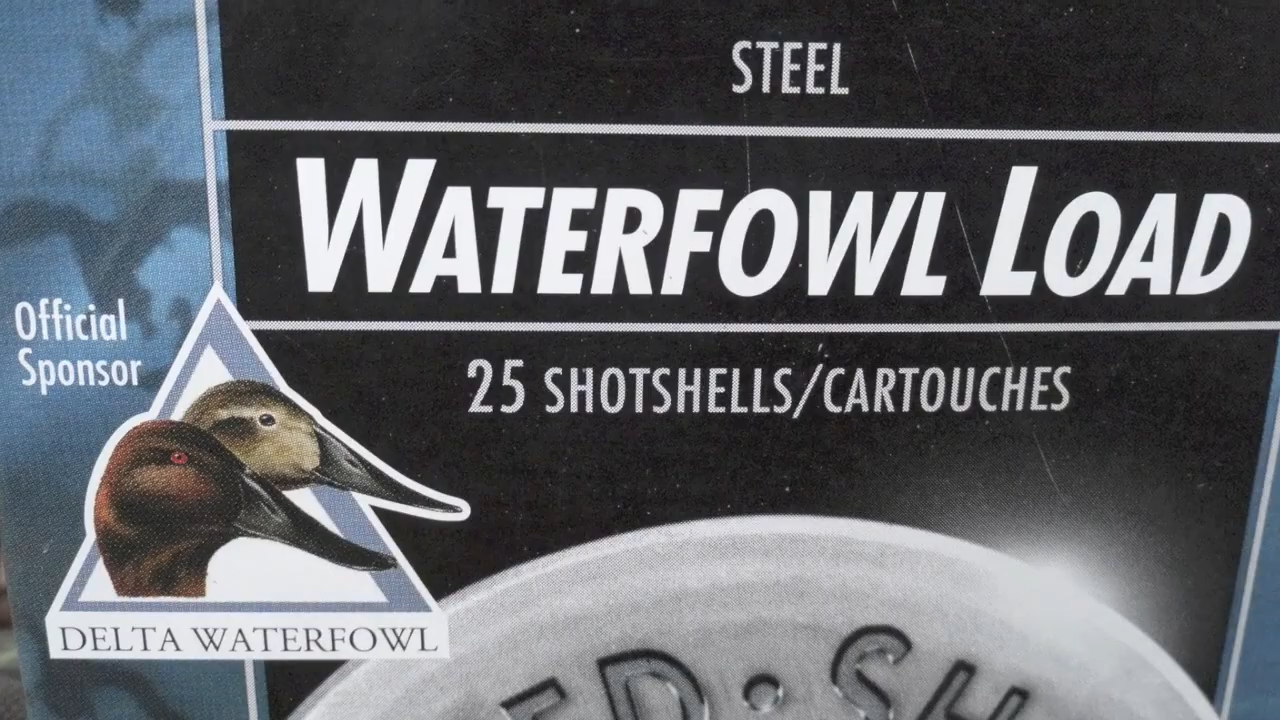 STEEL
WATERFOWL LOAD
25 SHOTSHELLS/CARTOUCHES
Official
Sponsor
DELTA WATERFOWL